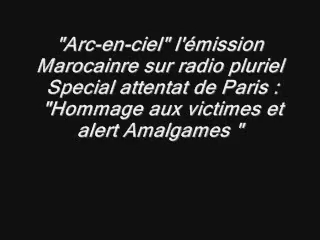 "Arc-en-ciel" l'émission
Marocainre sur radio pluriel
Special attentat de Paris :
"Hommage aux victimes et
alert Amalgames "